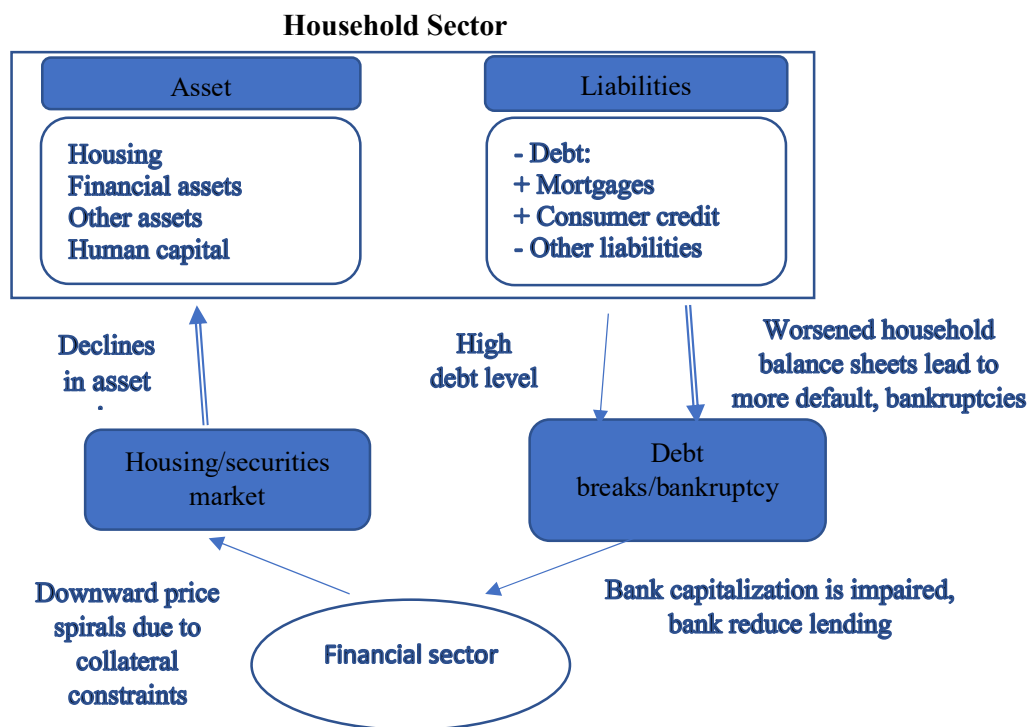 Household Sector
Asset
Liabilities
Housing
Financial assets
Other assets
Human capital
- Debt:
+ Mortgages
+ Consumer credit
- Other liabilities
Declines
in asset
High
debt level
Worsened household
balance sheets lead to
more default, bankruptcies
Housing/securities
market
Debt
breaks/bankruptcy
Downward price
spirals due to
collateral
constraints
Financial sector
Bank capitalization is impaired,
bank reduce lending